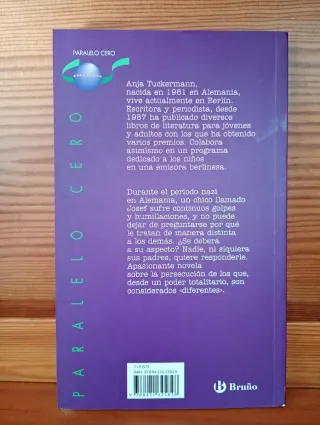 PARALELO CERO
PARALELO CERO
Anja Tuckermann,
nacida en 1961 en Alemania,
vive actualmente en Berlín.
Escritora y periodista, desde
1987 ha publicado diversos
libros de literatura para jóvenes
y adultos con los que ha obtenido
varios premios. Colabora
asimismo en un programa
dedicado a los niños
en una emisora berlinesa.
Durante el período nazi
en Alemania, un chico llamado
Josef sufre continuos golpes
y humillaciones, y no puede
dejar de preguntarse por qué
le tratan de manera distinta
a los demás. ¿Se deberá
a su aspecto? Nadie, ni siquiera
sus padres, quiere responderle.
Apasionante novela
sobre la persecución de los que,
desde un poder totalitario, son
considerados «diferentes».
Bruño